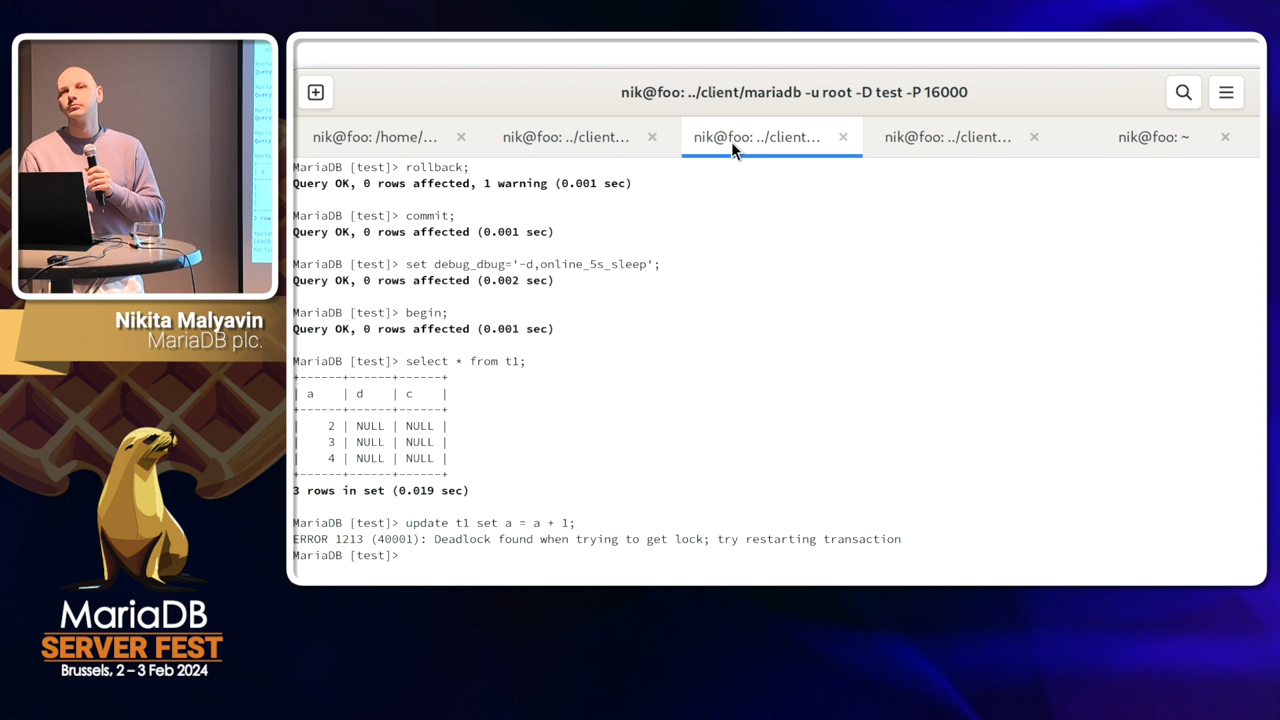 nik@foo: ../client/mariadb -u root -D test -P 16000
nik@foo: /home/...
nik@foo: ../client...
nik@foo: ../client...
nik@foo: ../client...
nik@foo: ~
MariaDB [test]> rollback;
Query OK, 0 rows affected, 1 warning (0.001 sec)
MariaDB [test]> commit;
Query OK, 0 rows affected (0.001 sec)
MariaDB [test]> set debug_dbug='-d,online_5s_sleep';
Query OK, 0 rows affected (0.002 sec)
MariaDB [test]> begin;
Query OK, 0 rows affected (0.001 sec)
MariaDB [test]> select * from t1;
+------+------+------+
| a    | d    | c    |
+------+------+------+
|    2 | NULL | NULL |
|    3 | NULL | NULL |
|    4 | NULL | NULL |
+------+------+------+
3 rows in set (0.019 sec)
MariaDB [test]> update t1 set a = a + 1;
ERROR 1213 (40001): Deadlock found when trying to get lock; try restarting transaction
MariaDB [test]>
Nikita Malyavin
MariaDB plc.
MariaDB
SERVER FEST
Brussels, 2 – 3 Feb 2024